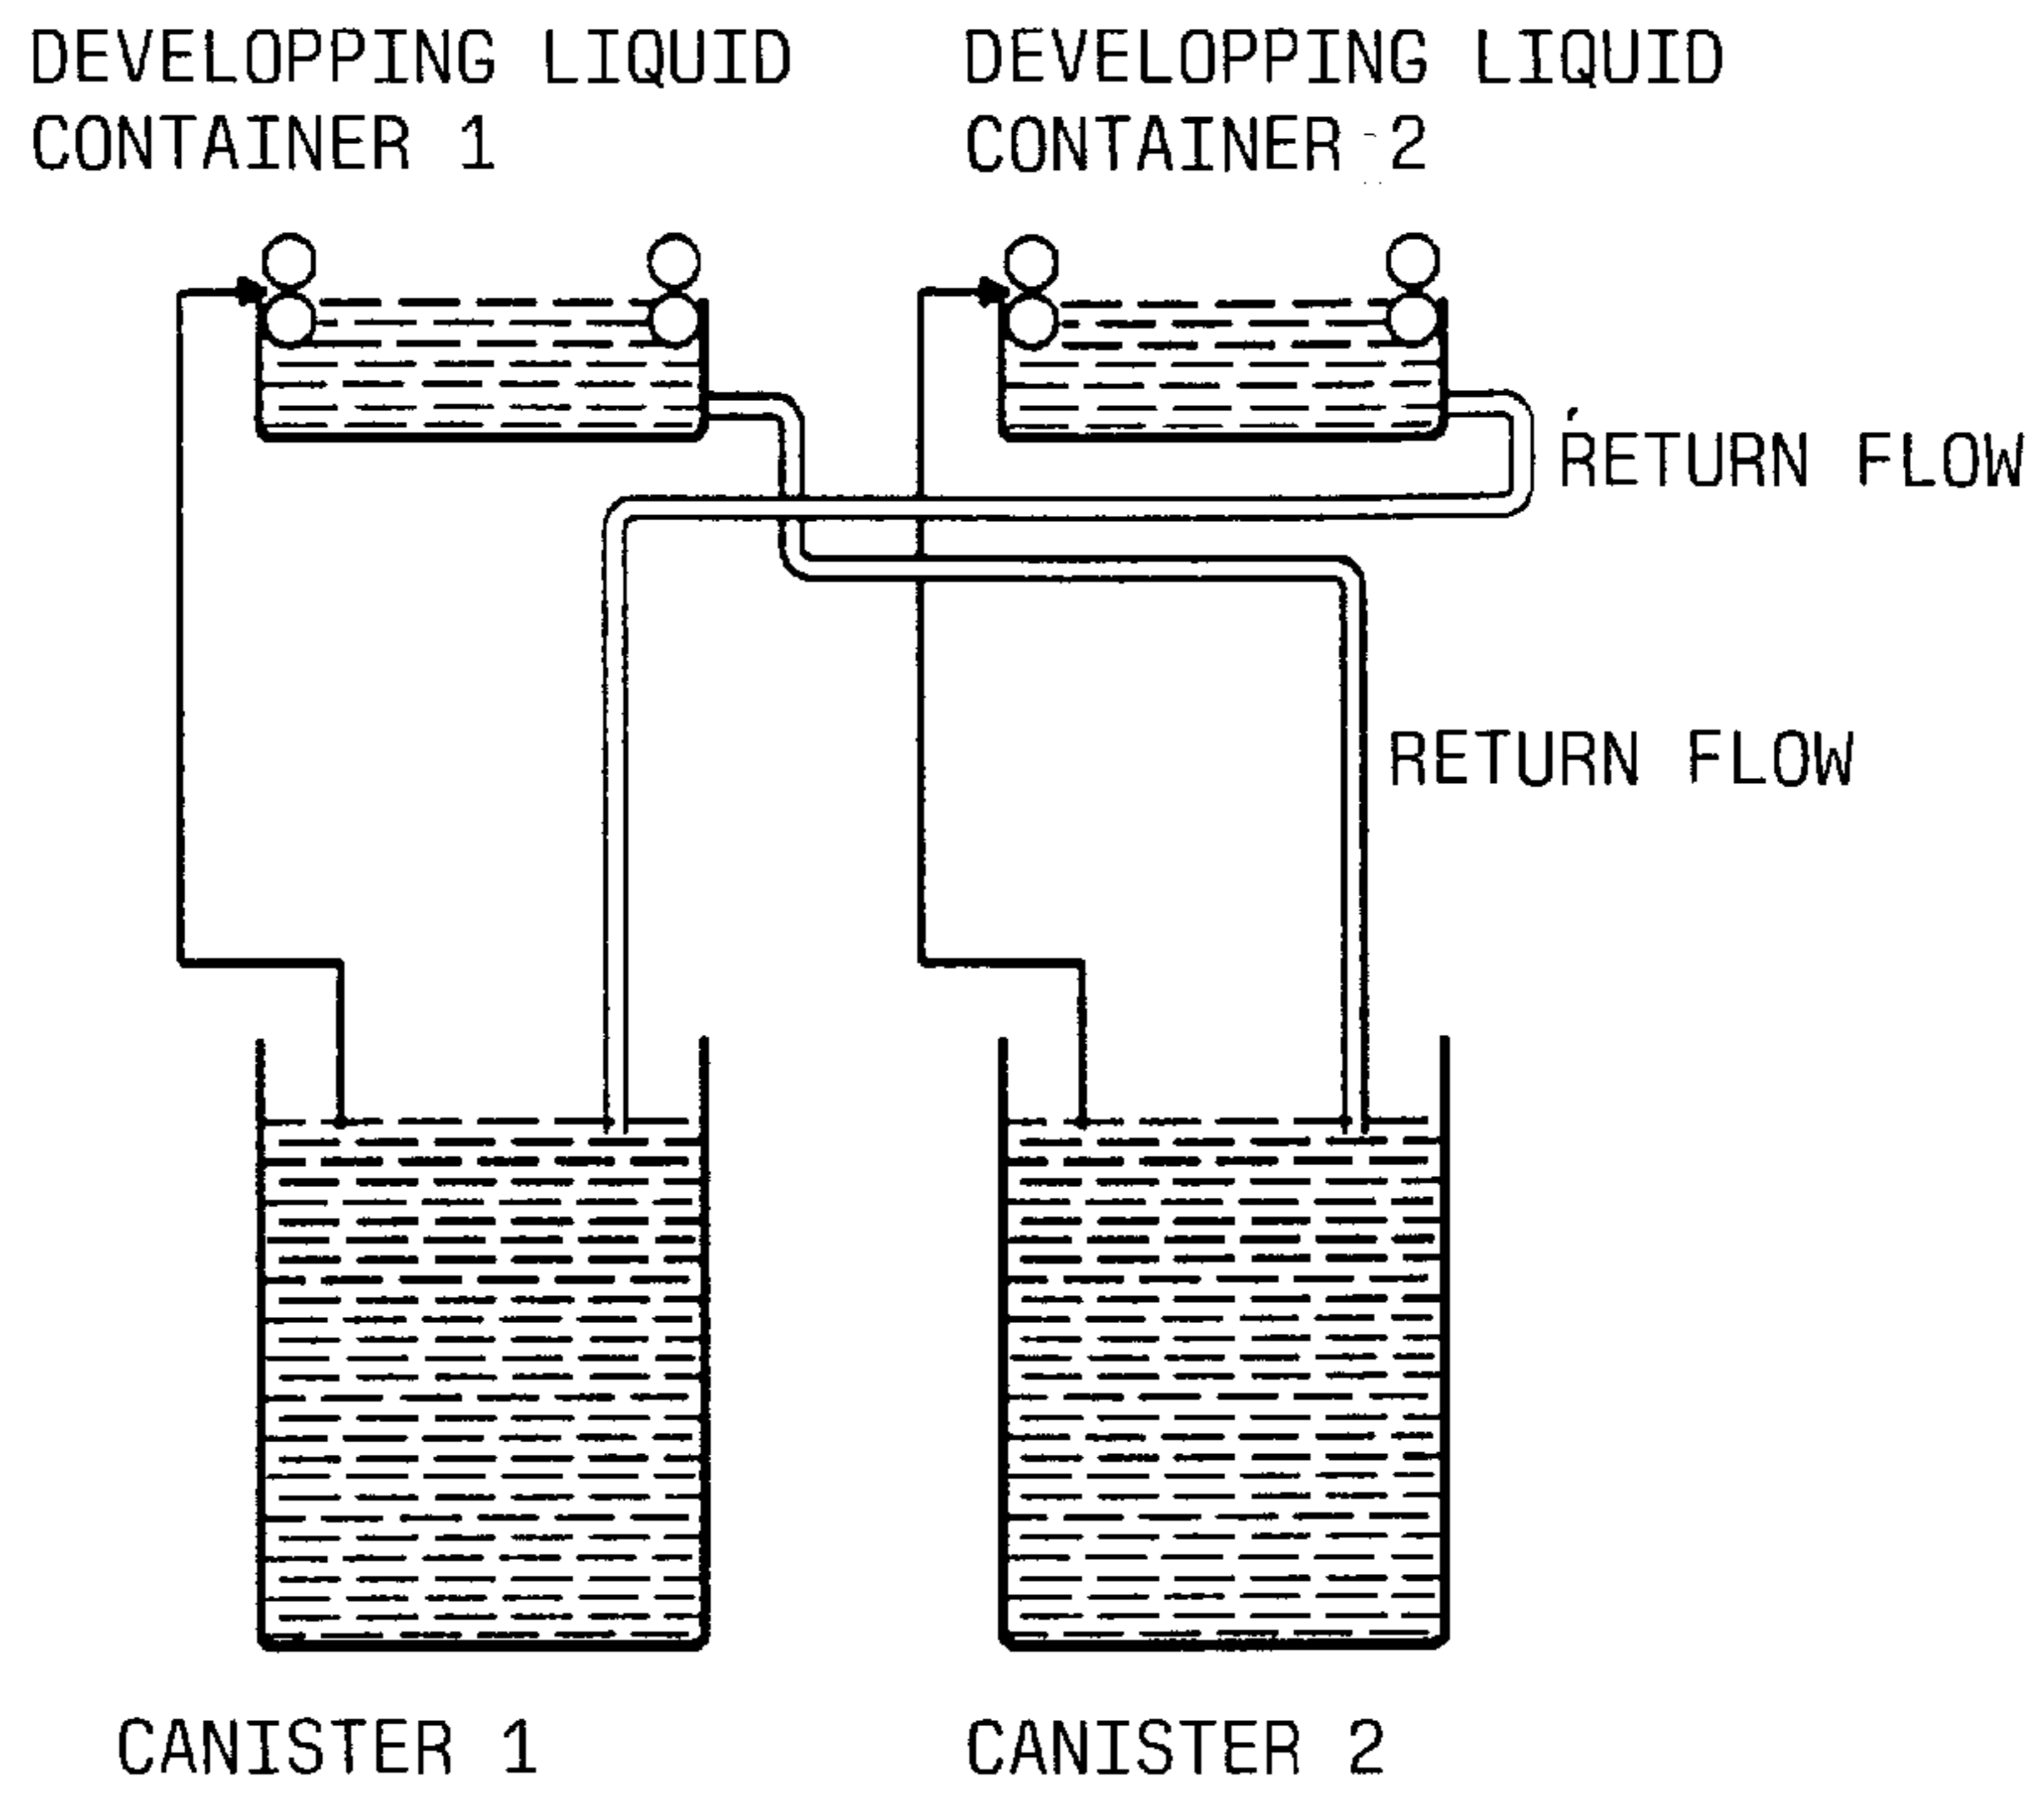 DEVELOPPING LIQUID
CONTAINER 1
DEVELOPPING LIQUID
CONTAINER 2
RETURN FLOW
RETURN FLOW
CANISTER 1
CANISTER 2